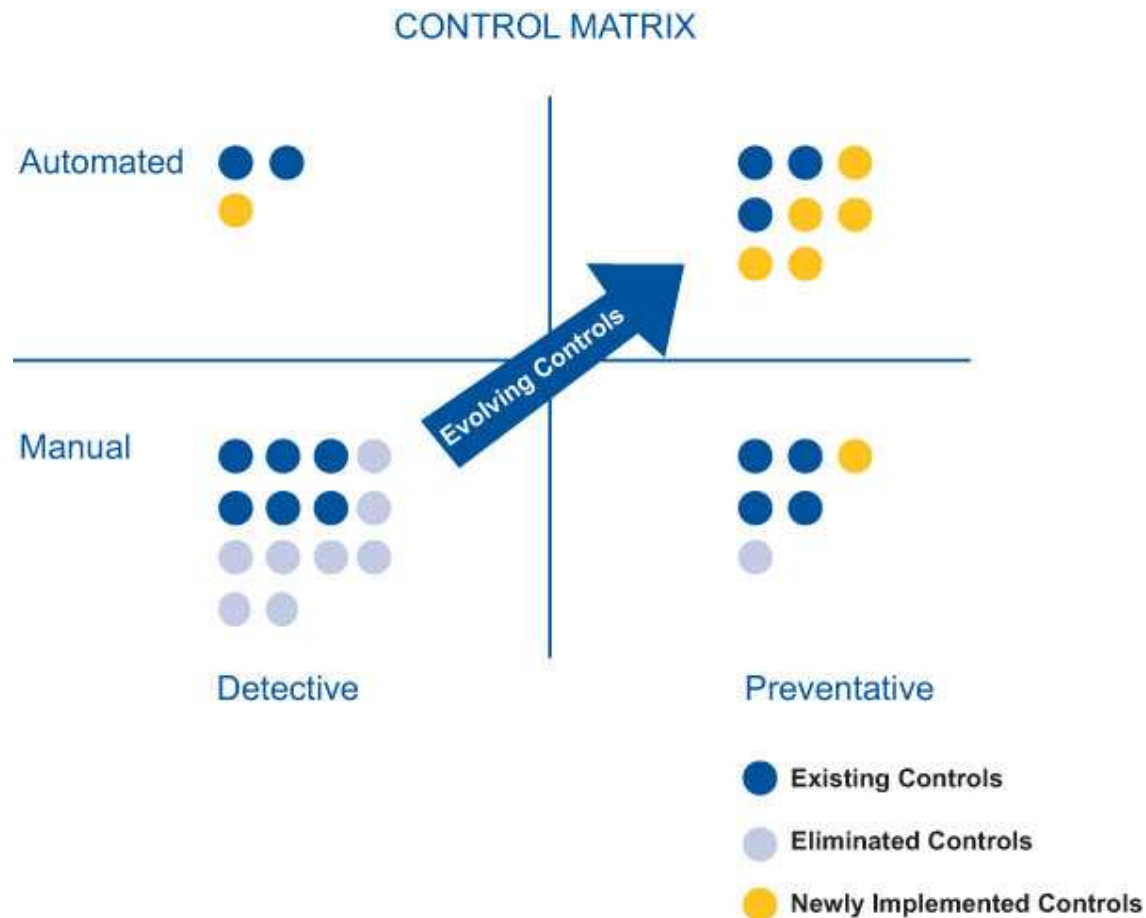 CONTROL MATRIX
Automated
Evolving Controls
Manual
Detective
Preventative
Existing Controls
Eliminated Controls
Newly Implemented Controls